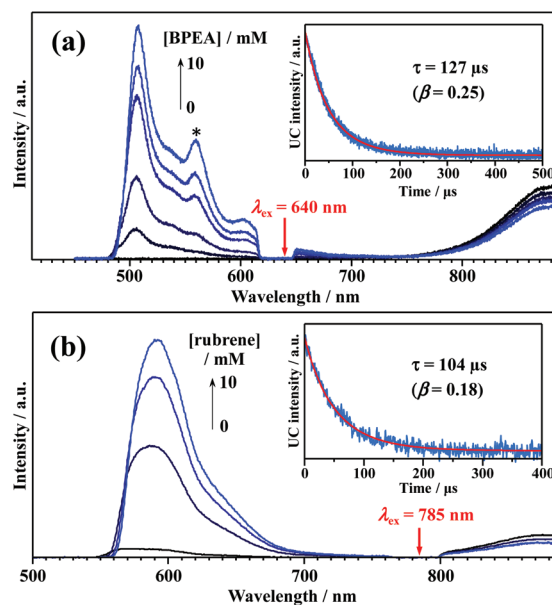 (a)
[BPEA] / mM
10
0
*
λex = 640 nm
Intensity / a.u.
500 600 700 800
Wavelength / nm
UC intensity / a.u.
τ = 127 μs
(β = 0.25)
0 100 200 300 400 500
Time / μs
(b)
[rubrene]
/ mM
10
0
λex = 785 nm
Intensity / a.u.
500 600 700 800
Wavelength / nm
UC intensity / a.u.
τ = 104 μs
(β = 0.18)
0 100 200 300 400
Time / μs